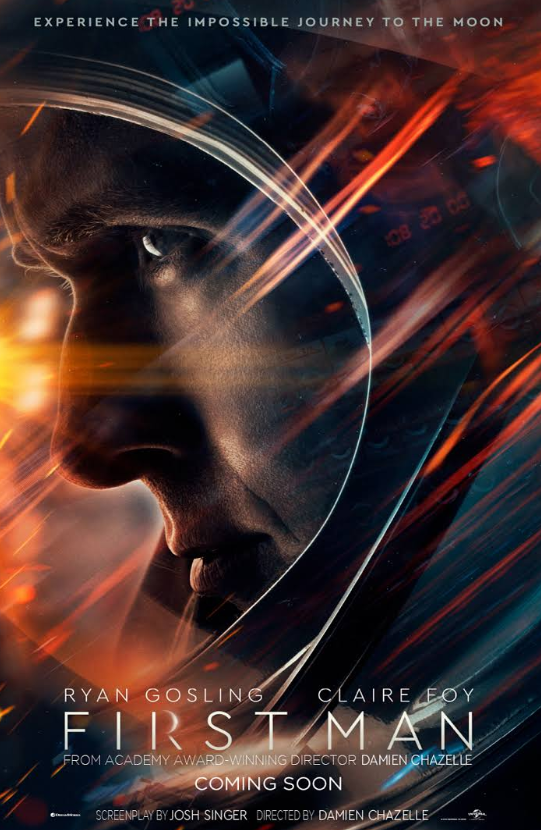 EXPERIENCE THE IMPOSSIBLE JOURNEY TO THE MOON
RYAN GOSLING CLAIRE FOY
FIRST MAN
FROM ACADEMY AWARD-WINNING DIRECTOR DAMIEN CHAZELLE
COMING SOON
SCREENPLAY BY JOSH SINGER DIRECTED BY DAMIEN CHAZELLE